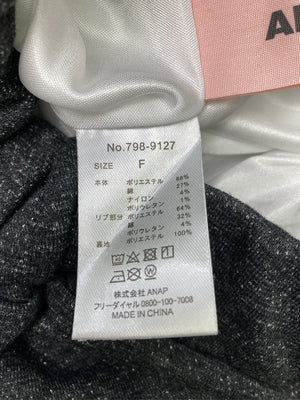 AN
No.798-9127
SIZE F
本体 ポリエステル 68%
綿 27%
ナイロン 4%
ポリウレタン 1%
リブ部分 ポリエステル 64%
綿 32%
ポリウレタン 4%
裏地 ポリエステル 100%
株式会社 ANAP
フリーダイヤル 0800-100-7008
MADE IN CHINA